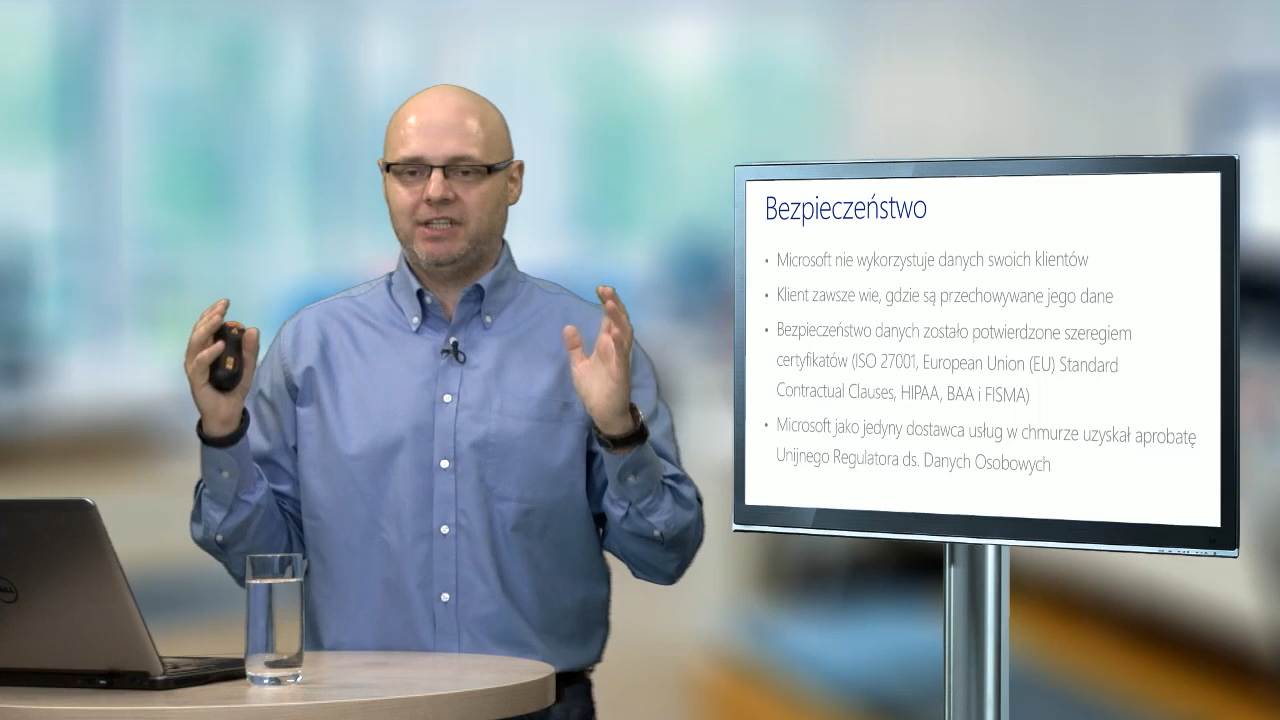 Bezpieczeństwo
• Microsoft nie wykorzystuje danych swoich klientów
• Klient zawsze wie, gdzie są przechowywane jego dane
• Bezpieczeństwo danych zostało potwierdzone szeregiem
certyfikatów (ISO 27001, European Union (EU) Standard
Contractual Clauses, HIPAA, BAA i FISMA)
• Microsoft jako jedyny dostawca usług w chmurze uzyskał aprobatę
Unijnego Regulatora ds. Danych Osobowych
DELL